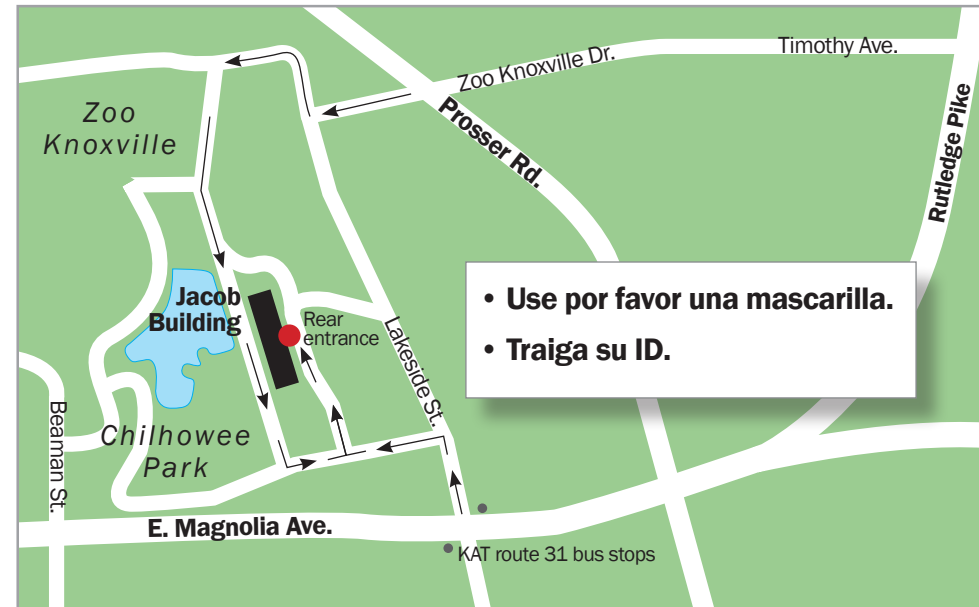 Timothy Ave.
Zoo Knoxville Dr.
Zoo
Knoxville
Prosser Rd.
Rutledge Pike
Jacob
Building
Rear
entrance
• Use por favor una mascarilla.
• Traiga su ID.
Lakeside St.
Beaman St.
Chilhowee
Park
E. Magnolia Ave.
KAT route 31 bus stops